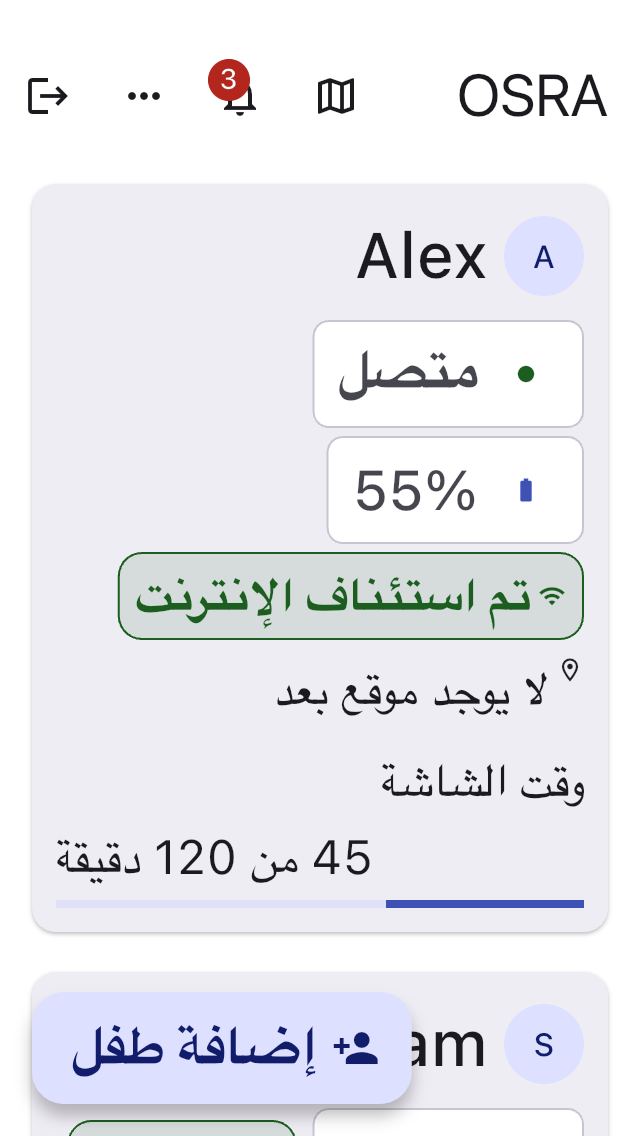 OSRA
3
Alex
A
متصل
55%
تم استئناف الإنترنت
لا يوجد موقع بعد
وقت الشاشة
45 من 120 دقيقة
S
am
إضافة طفل